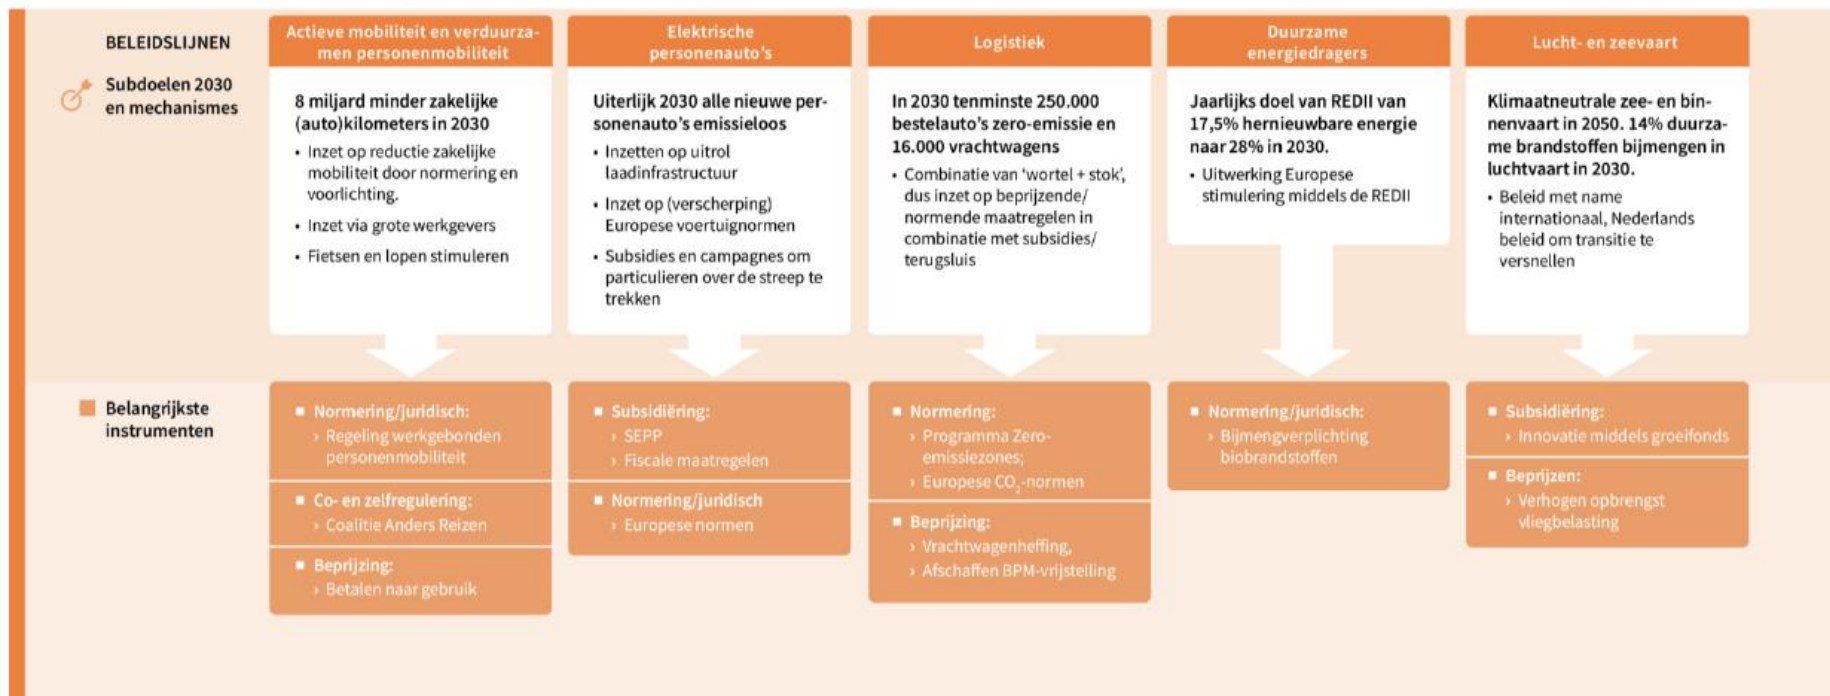 BELEIDSLIJNEN
Subdoelen 2030
en mechanismes
Actieve mobiliteit en verduurza-
men personenmobiliteit
8 miljard minder zakelijke
(auto)kilometers in 2030
• Inzet op reductie zakelijke
mobiliteit door normering en
voorlichting.
• Inzet via grote werkgevers
• Fietsen en lopen stimuleren
Elektrische
personenauto's
Uiterlijk 2030 alle nieuwe per-
sonenauto's emissieloos
• Inzetten op uitrol
laadinfrastructuur
• Inzet op (verscherping)
Europese voertuignormen
• Subsidies en campagnes om
particulieren over de streep te
trekken
Logistiek
In 2030 tenminste 250.000
bestelauto's zero-emissie en
16.000 vrachtwagens
• Combinatie van 'wortel + stok',
dus inzet op beprijzende/
normende maatregelen in
combinatie met subsidies/
terugsluis
Duurzame
energiedragers
Jaarlijks doel van REDII van
17,5% hernieuwbare energie
naar 28% in 2030.
• Uitwerking Europese
stimulering middels de REDII
Lucht- en zeevaart
Klimaatneutrale zee- en bin-
nenvaart in 2050. 14% duurza-
me brandstoffen bijmengen in
luchtvaart in 2030.
• Beleid met name
internationaal, Nederlands
beleid om transitie te
versnellen
Belangrijkste
instrumenten
■ Normering/juridisch:
› Regeling werkgebonden
personenmobiliteit
■ Co- en zelfregulering:
› Coalitie Anders Reizen
■ Beprijzing:
› Betalen naar gebruik
■ Subsidiëring:
› SEPP
› Fiscale maatregelen
■ Normering/juridisch
› Europese normen
■ Normering:
› Programma Zero-
emissiezones;
› Europese CO₂-normen
■ Beprijzing:
› Vrachtwagenheffing,
› Afschaffen BPM-vrijstelling
■ Normering/juridisch:
› Bijmengverplichting
biobrandstoffen
■ Subsidiëring:
› Innovatie middels groeifonds
■ Beprijzen:
› Verhogen opbrengst
vliegbelasting